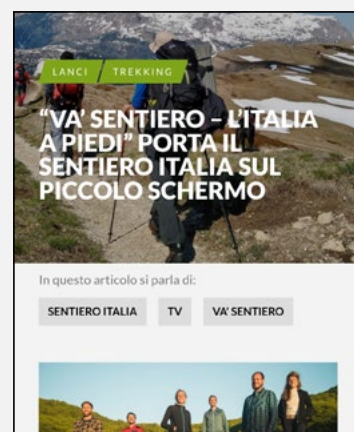 LANCI / TREKKING
“VA’ SENTIERO – L’ITALIA
A PIEDI” PORTA IL
SENTIERO ITALIA SUL
PICCOLO SCHERMO
In questo articolo si parla di:
SENTIERO ITALIA TV VA' SENTIERO